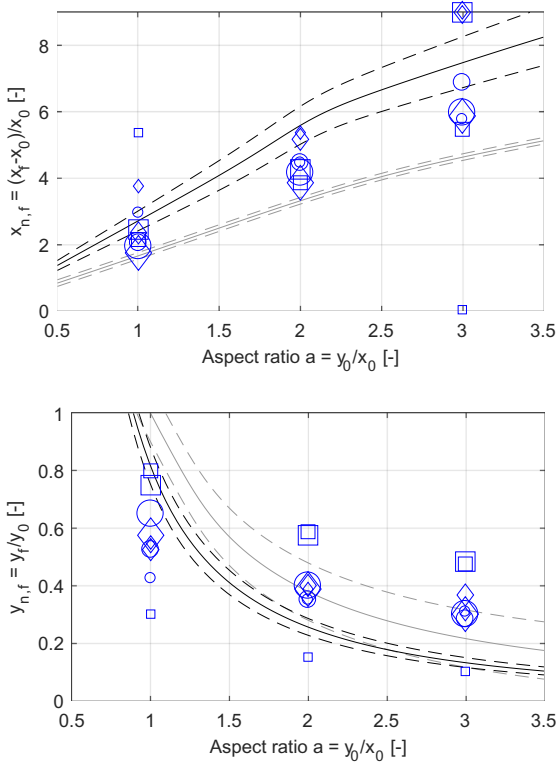 x_{n,f} = (x_f-x_0)/x_0 [-]
8
6
4
2
0
0.5 1 1.5 2 2.5 3 3.5
Aspect ratio a = y_0/x_0 [-]
y_{n,f} = y_f/y_0 [-]
1
0.8
0.6
0.4
0.2
0
0.5 1 1.5 2 2.5 3 3.5
Aspect ratio a = y_0/x_0 [-]